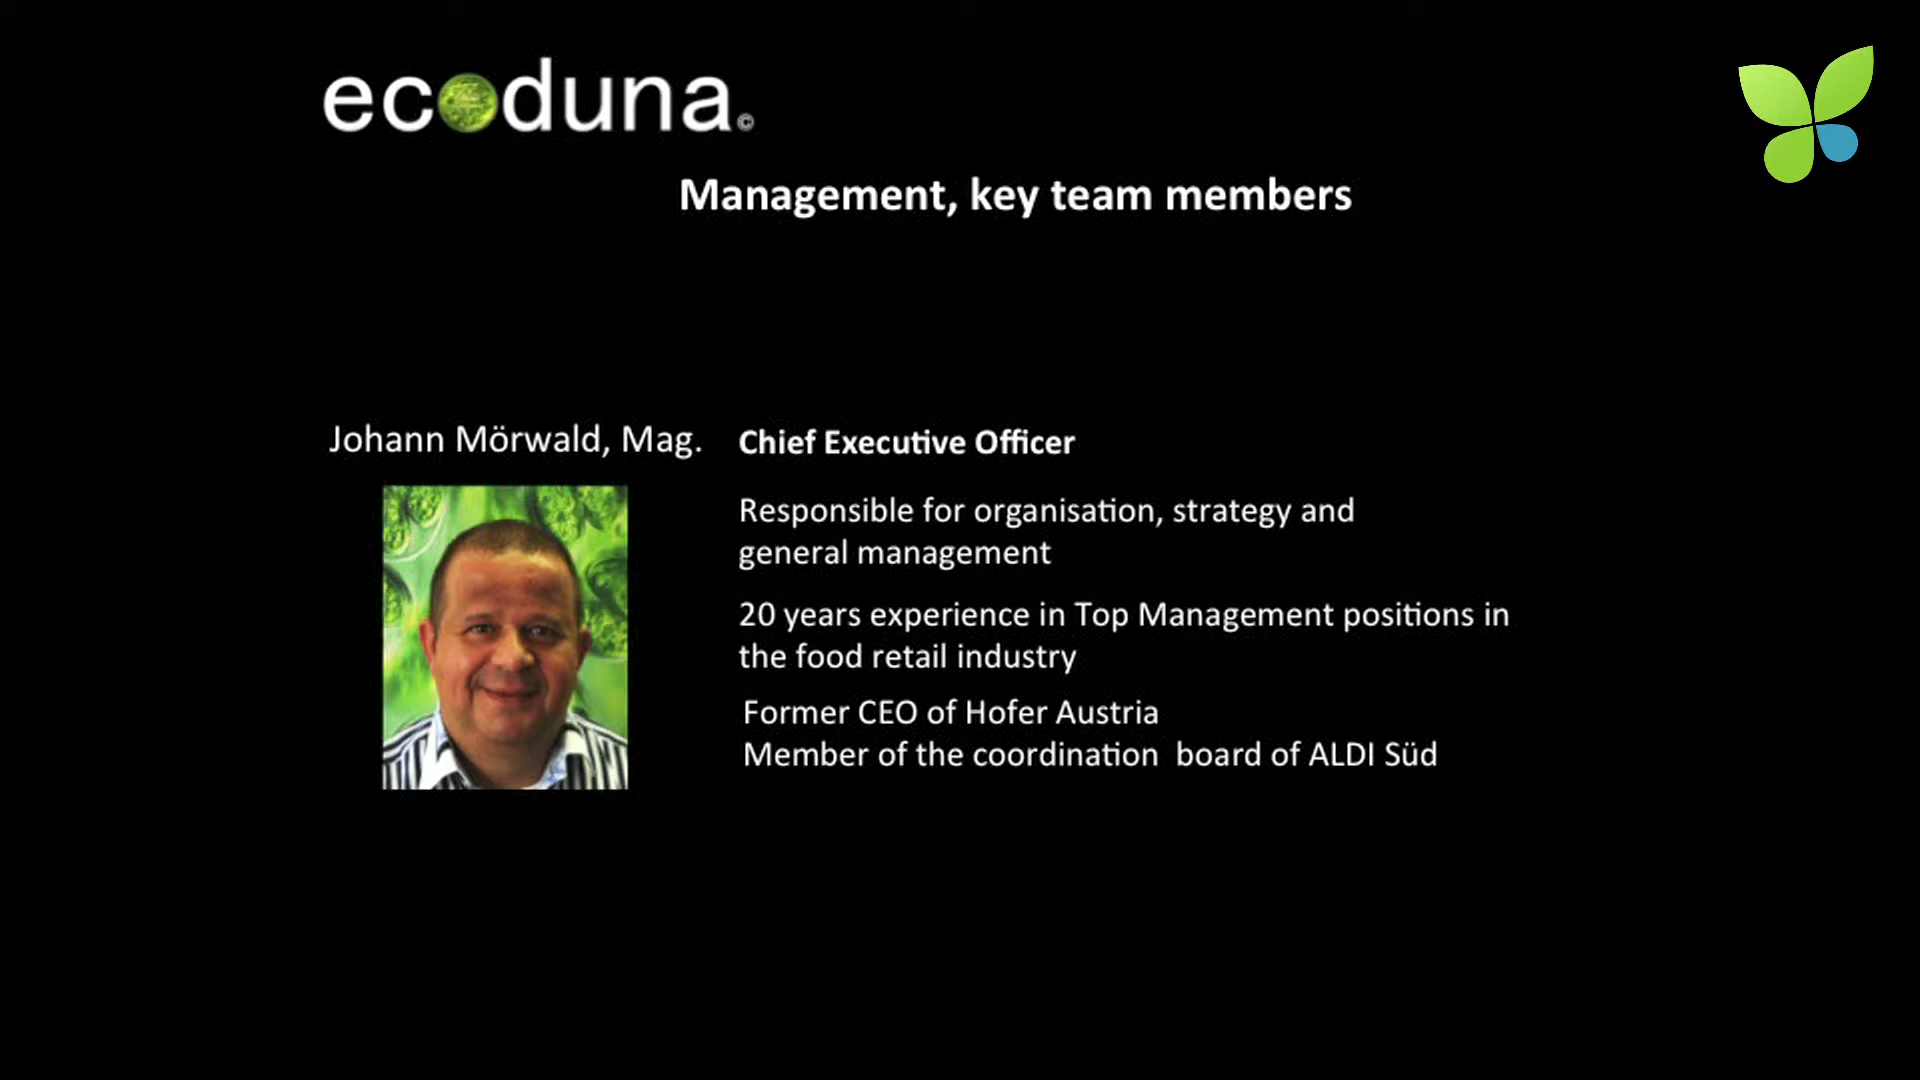 ecoduna.©
Management, key team members
Johann Mörwald, Mag.
Chief Executive Officer
Responsible for organisation, strategy and
general management
20 years experience in Top Management positions in
the food retail industry
Former CEO of Hofer Austria
Member of the coordination  board of ALDI Süd